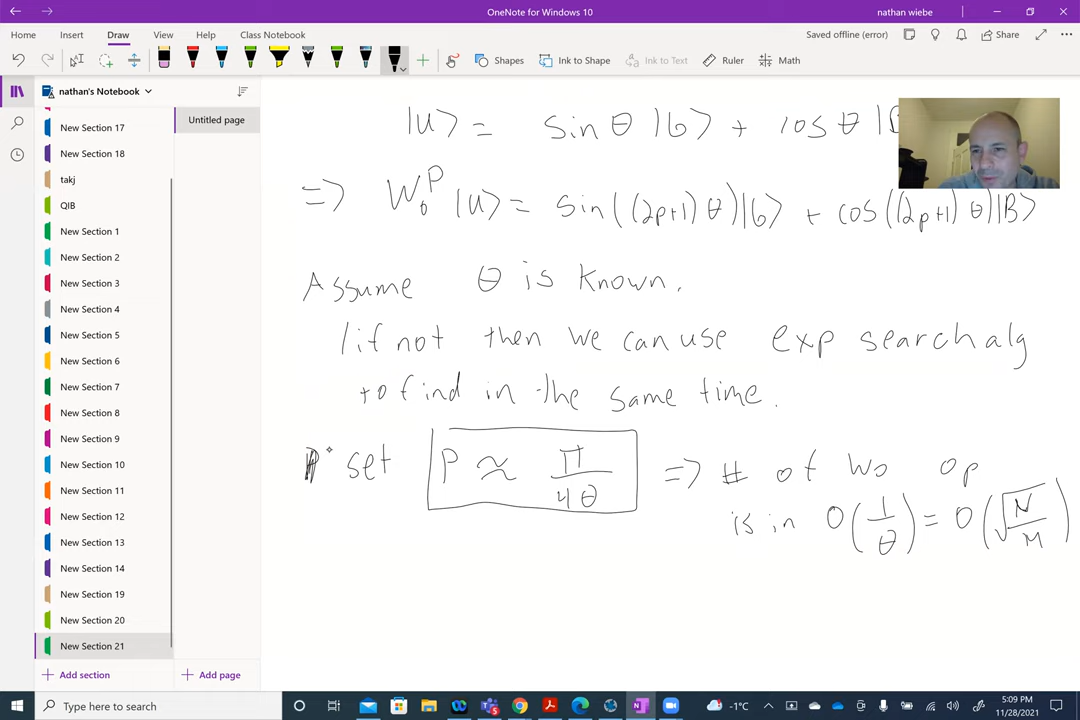 OneNote for Windows 10
nathan wiebe
Home Insert Draw View Help Class Notebook
Saved offline (error)
Share
Shapes
Ink to Shape
Ink to Text
Ruler
Math
nathan's Notebook
Untitled page
New Section 17
New Section 18
takj
QIB
New Section 1
New Section 2
New Section 3
New Section 4
New Section 5
New Section 6
New Section 7
New Section 8
New Section 9
New Section 10
New Section 11
New Section 12
New Section 13
New Section 14
New Section 19
New Section 20
New Section 21
Add section
Add page
|u> = sin θ |G> + cos θ |B
=> W₀^P |u> = sin((2p+1) θ)|G> + cos((2p+1) θ)|B>
Assume θ is known.
(if not then we can use exp search alg
to find in the same time.
set P ≈ π/4θ => # of W₀ op
is in O(1/θ) = O(√N/M)
Type here to search
-1°C
5:09 PM
11/28/2021